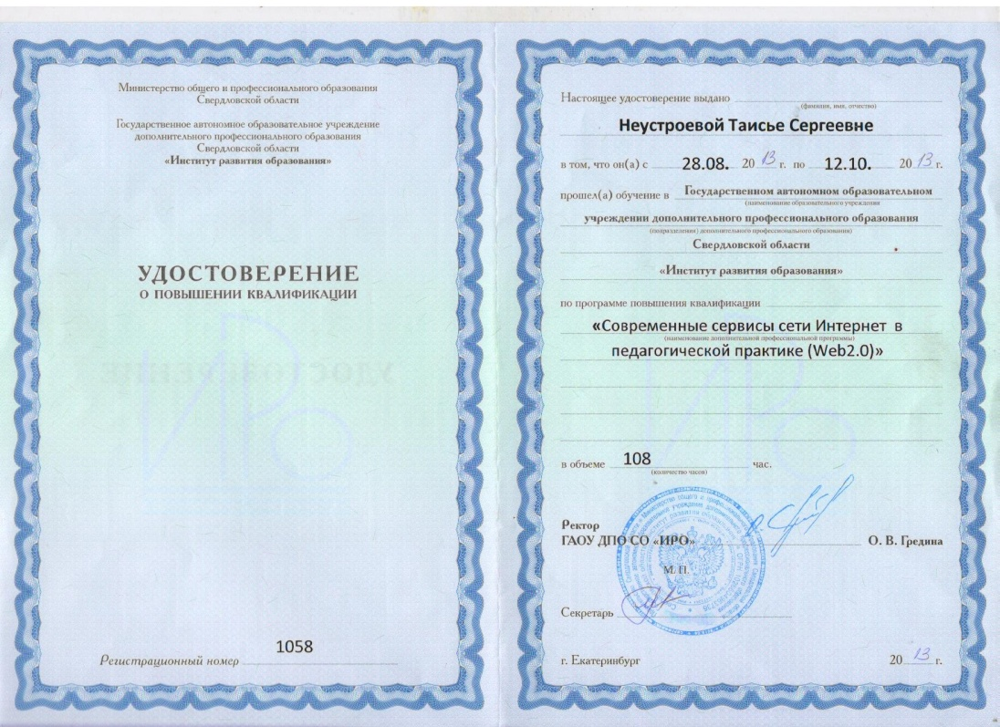 Министерство общего и профессионального образования
Свердловской области
Государственное автономное образовательное учреждение
дополнительного профессионального образования
Свердловской области
«Институт развития образования»
УДОСТОВЕРЕНИЕ
О ПОВЫШЕНИИ КВАЛИФИКАЦИИ
Регистрационный номер 1058
Настоящее удостоверение выдано
(фамилия, имя, отчество)
Неустроевой Таисье Сергеевне
в том, что он(а) с 28.08. 20 13 г. по 12.10. 20 13 г.
прошел(а) обучение в Государственном автономном образовательном
(наименование образовательного учреждения
учреждении дополнительного профессионального образования
(подразделения) дополнительного профессионального образования)
Свердловской области
«Институт развития образования»
по программе повышения квалификации
«Современные сервисы сети Интернет в
(наименование дополнительной профессиональной программы)
педагогической практике (Web2.0)»
в объеме 108 час.
(количество часов)
Ректор
ГАОУ ДПО СО «ИРО» О. В. Гредина
М. П.
Секретарь
г. Екатеринбург 20 13 г.